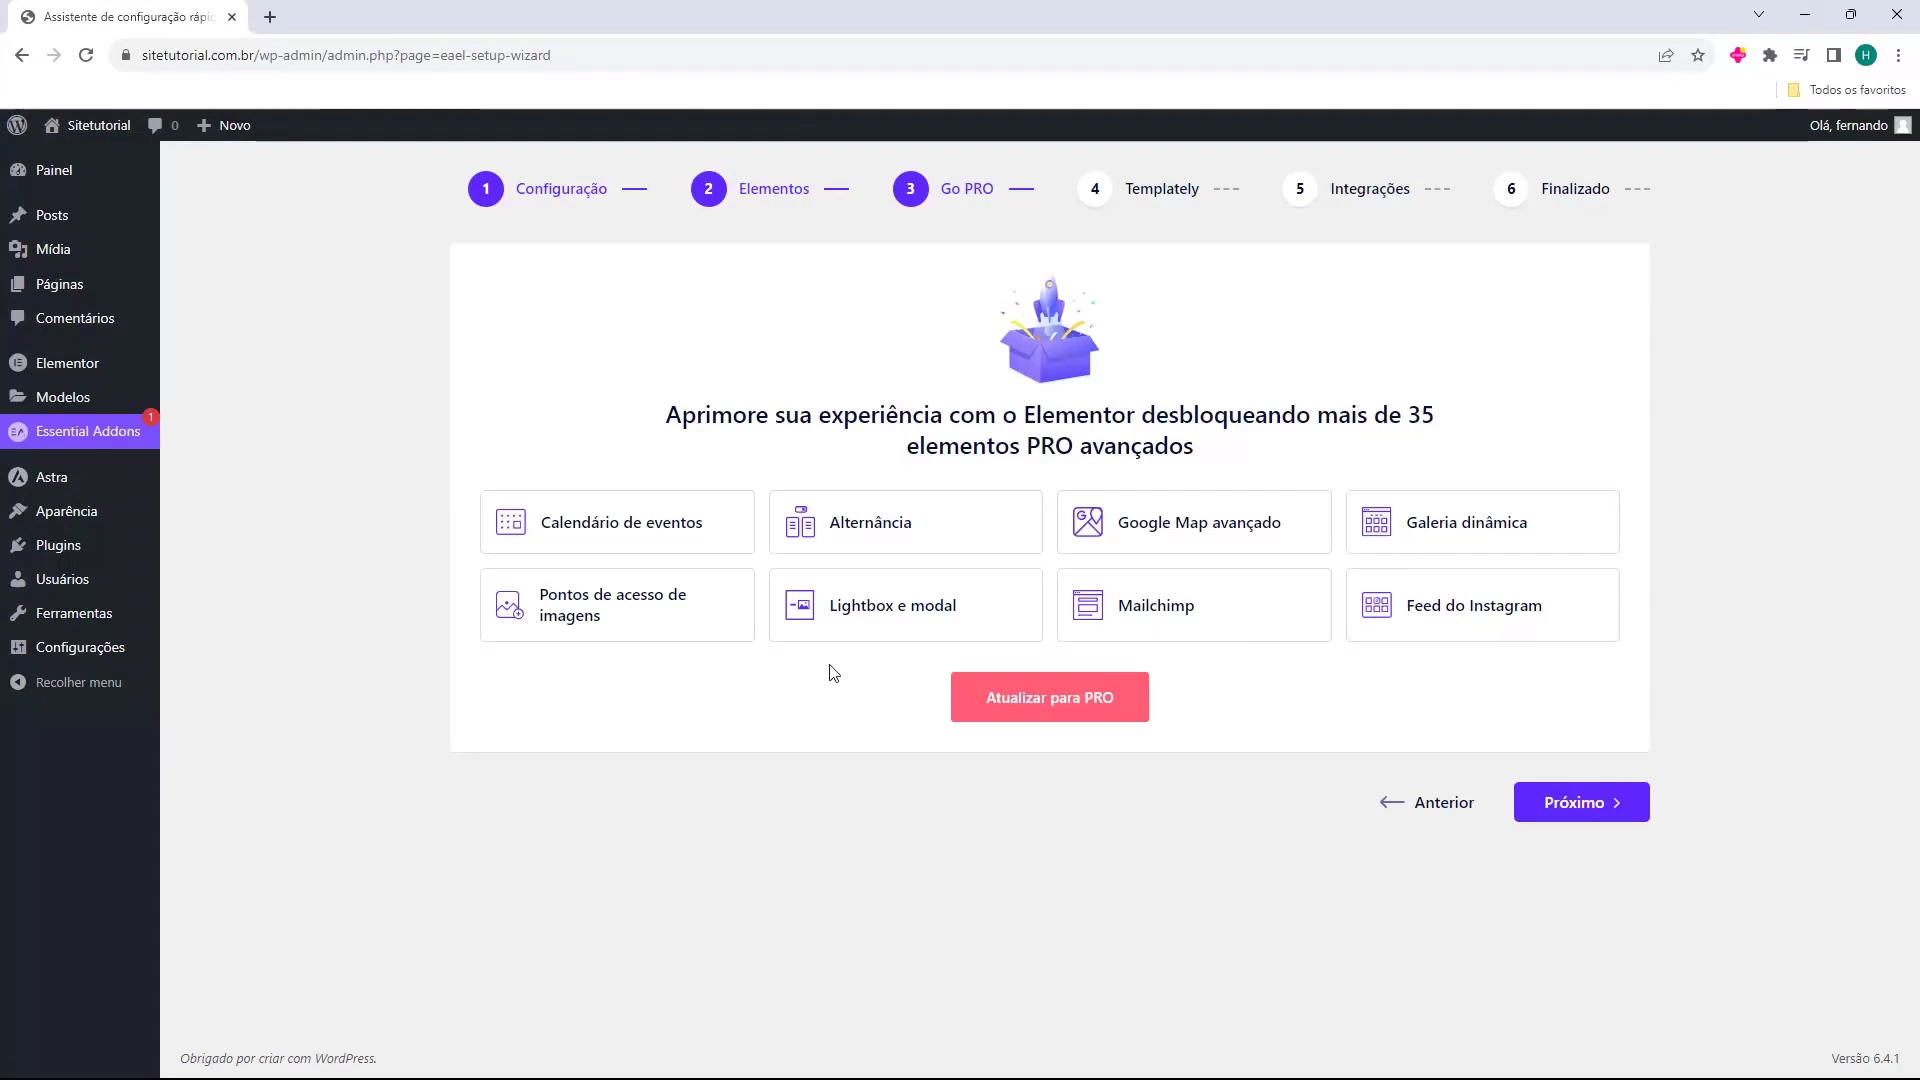 Assistente de configuração rápi
sitetutorial.com.br/wp-admin/admin.php?page=eael-setup-wizard
H
Todos os favoritos
Sitetutorial
0
Novo
Olá, fernando
Painel
Posts
Mídia
Páginas
Comentários
Elementor
Modelos
Essential Addons
1
Astra
Aparência
Plugins
Usuários
Ferramentas
Configurações
Recolher menu
1 Configuração
2 Elementos
3 Go PRO
4 Templately
5 Integrações
6 Finalizado
Aprimore sua experiência com o Elementor desbloqueando mais de 35
elementos PRO avançados
Calendário de eventos
Alternância
Google Map avançado
Galeria dinâmica
Pontos de acesso de
imagens
Lightbox e modal
Mailchimp
Feed do Instagram
Atualizar para PRO
Anterior
Próximo
Obrigado por criar com WordPress.
Versão 6.4.1